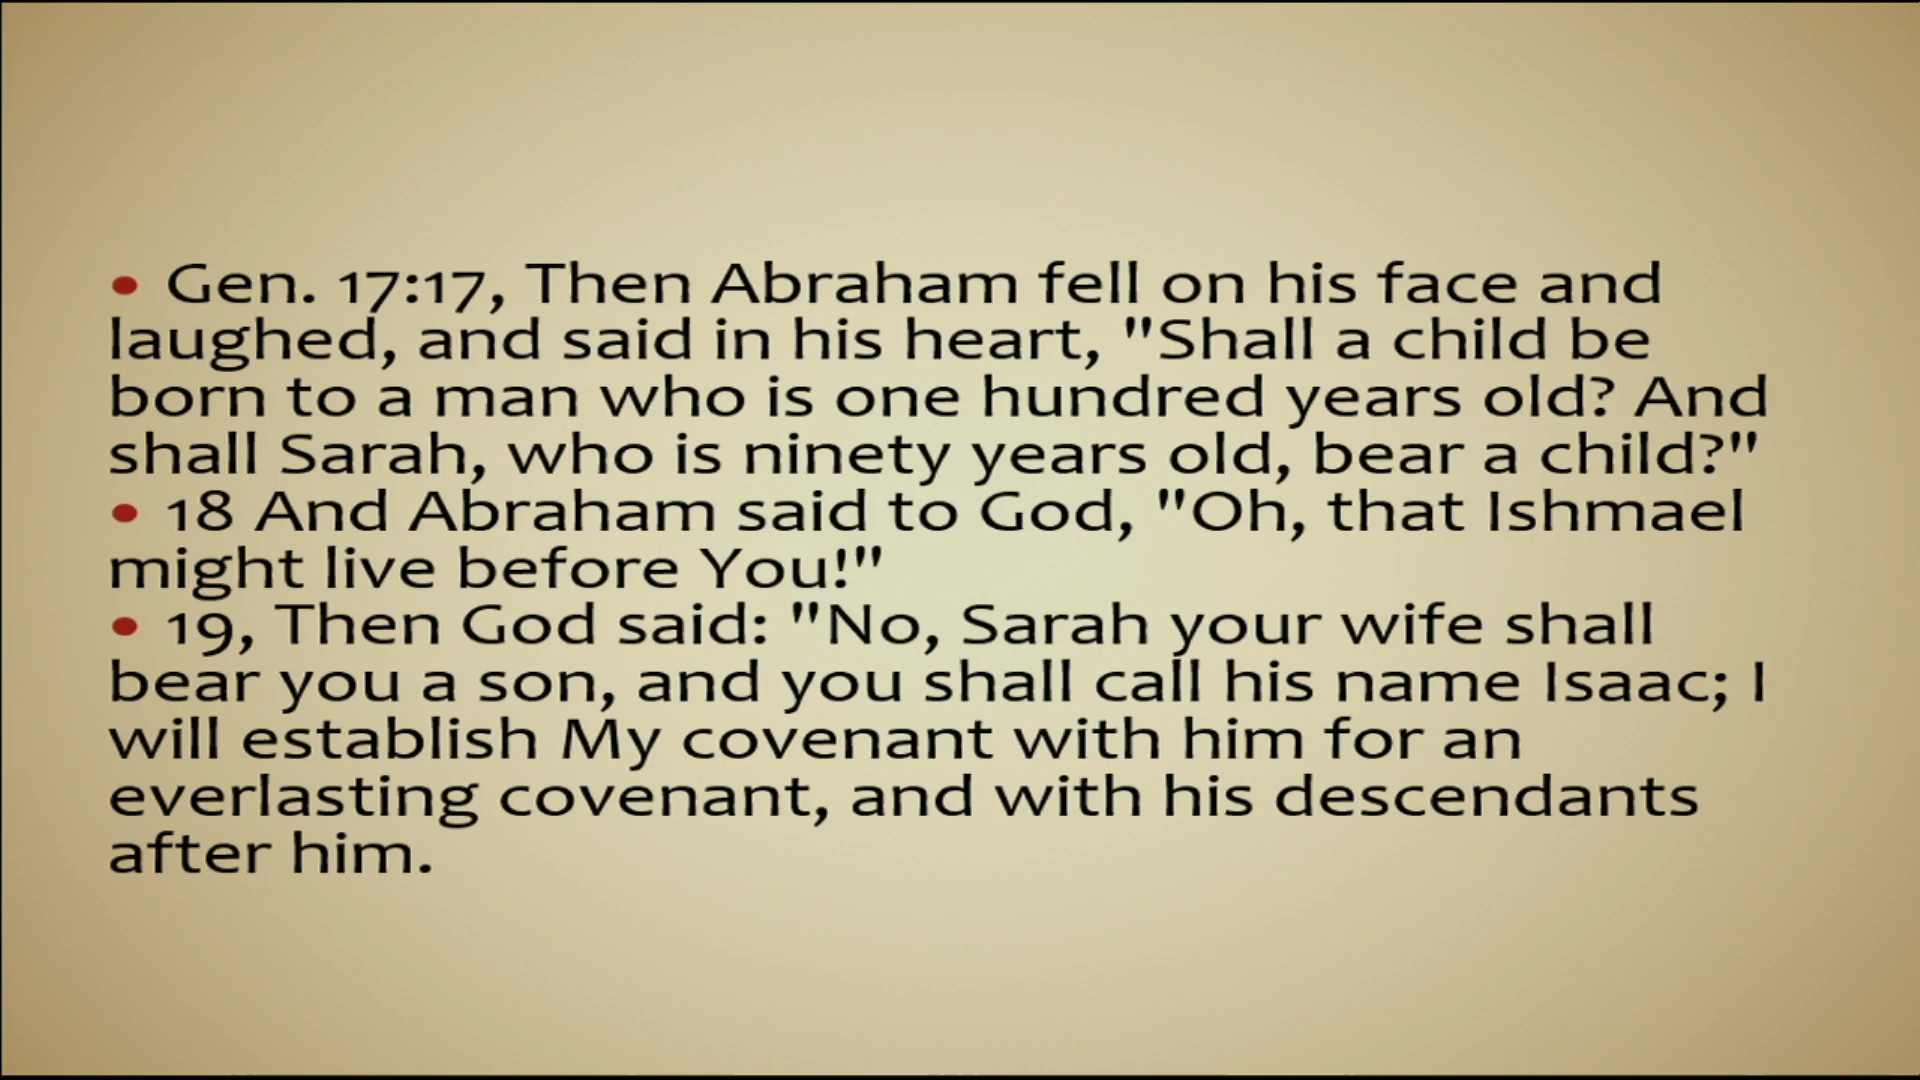 • Gen. 17:17, Then Abraham fell on his face and
laughed, and said in his heart, "Shall a child be
born to a man who is one hundred years old? And
shall Sarah, who is ninety years old, bear a child?"
• 18 And Abraham said to God, "Oh, that Ishmael
might live before You!"
• 19, Then God said: "No, Sarah your wife shall
bear you a son, and you shall call his name Isaac; I
will establish My covenant with him for an
everlasting covenant, and with his descendants
after him.